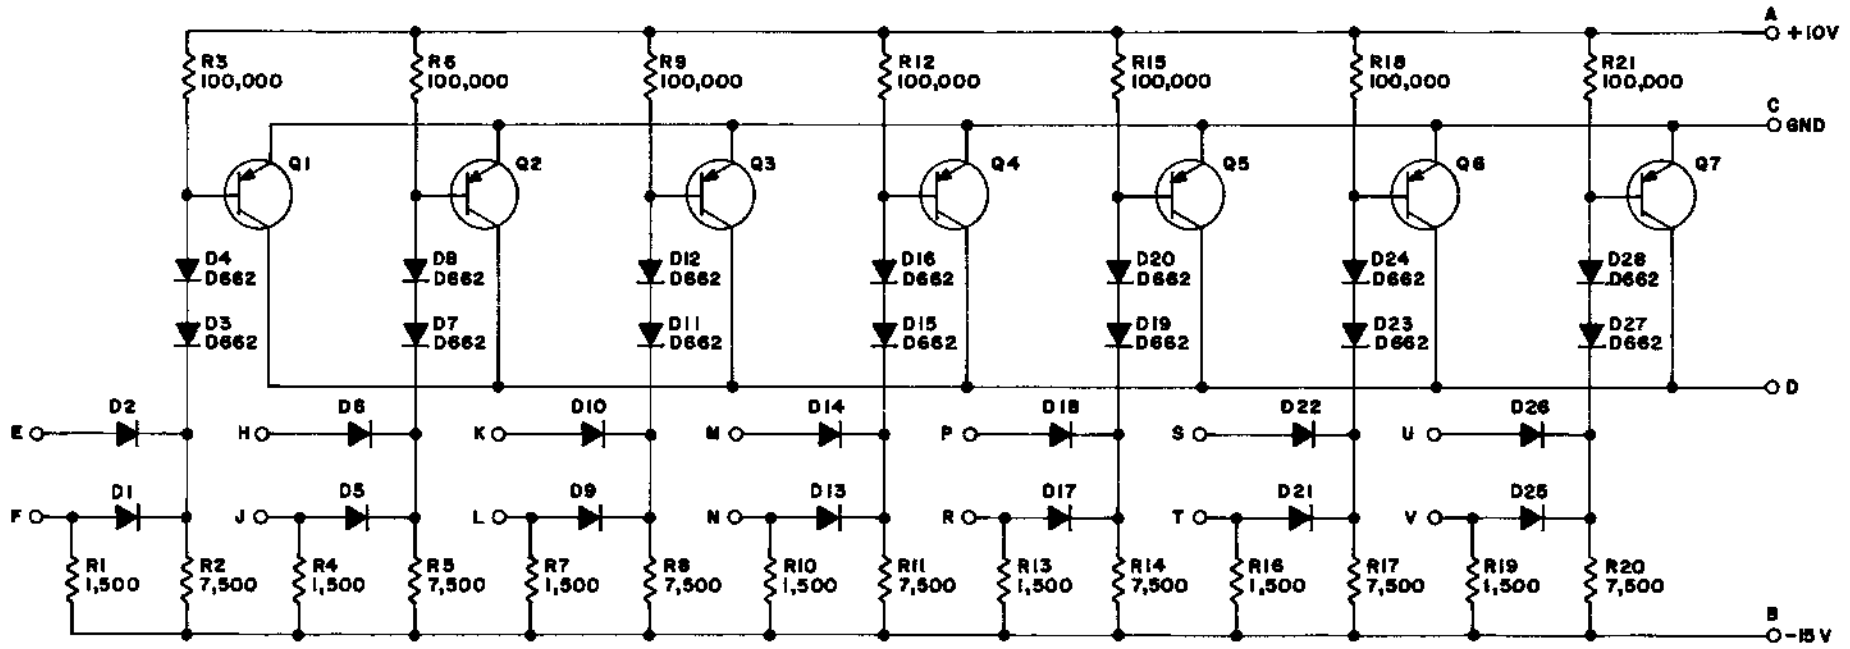 A
+10V
R3
100,000
R6
100,000
R9
100,000
R12
100,000
R15
100,000
R18
100,000
R21
100,000
C
GND
Q1
Q2
Q3
Q4
Q5
Q6
Q7
D4
D662
D8
D662
D12
D662
D16
D662
D20
D662
D24
D662
D28
D662
D3
D662
D7
D662
D11
D662
D15
D662
D19
D662
D23
D662
D27
D662
D
D2
D6
D10
D14
D18
D22
D26
E
H
K
M
P
S
U
D1
D5
D9
D13
D17
D21
D25
F
J
L
N
R
T
V
R1
1,500
R2
7,500
R4
1,500
R5
7,500
R7
1,500
R8
7,500
R10
1,500
R11
7,500
R13
1,500
R14
7,500
R16
1,500
R17
7,500
R19
1,500
R20
7,500
B
-15V